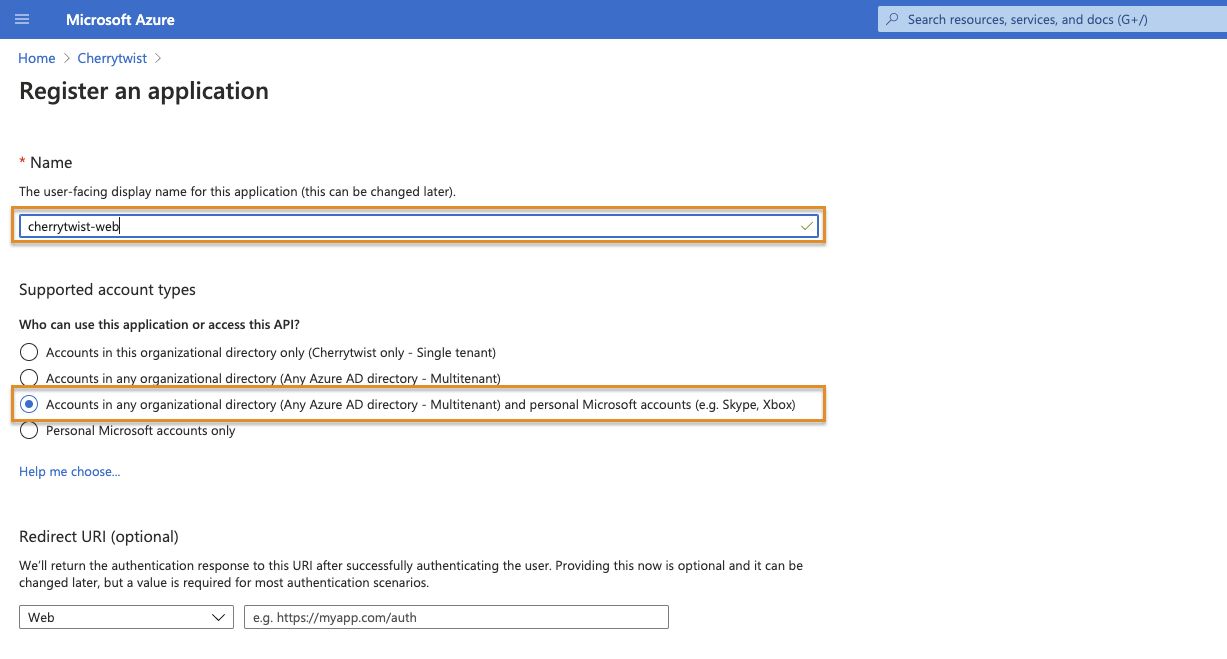 Microsoft Azure
Search resources, services, and docs (G+/)
Home > Cherrytwist >
Register an application
* Name
The user-facing display name for this application (this can be changed later).
cherrytwist-web
Supported account types
Who can use this application or access this API?
Accounts in this organizational directory only (Cherrytwist only - Single tenant)
Accounts in any organizational directory (Any Azure AD directory - Multitenant)
Accounts in any organizational directory (Any Azure AD directory - Multitenant) and personal Microsoft accounts (e.g. Skype, Xbox)
Personal Microsoft accounts only
Help me choose...
Redirect URI (optional)
We'll return the authentication response to this URI after successfully authenticating the user. Providing this now is optional and it can be
changed later, but a value is required for most authentication scenarios.
Web
e.g. https://myapp.com/auth